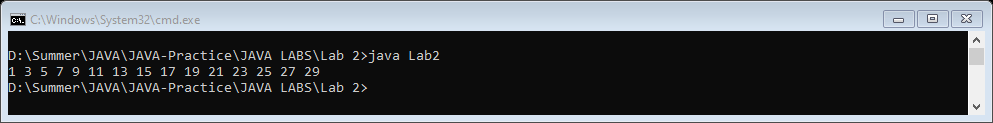 C:\Windows\System32\cmd.exe
D:\Summer\JAVA\JAVA-Practice\JAVA LABS\Lab 2>java Lab2
1 3 5 7 9 11 13 15 17 19 21 23 25 27 29
D:\Summer\JAVA\JAVA-Practice\JAVA LABS\Lab 2>